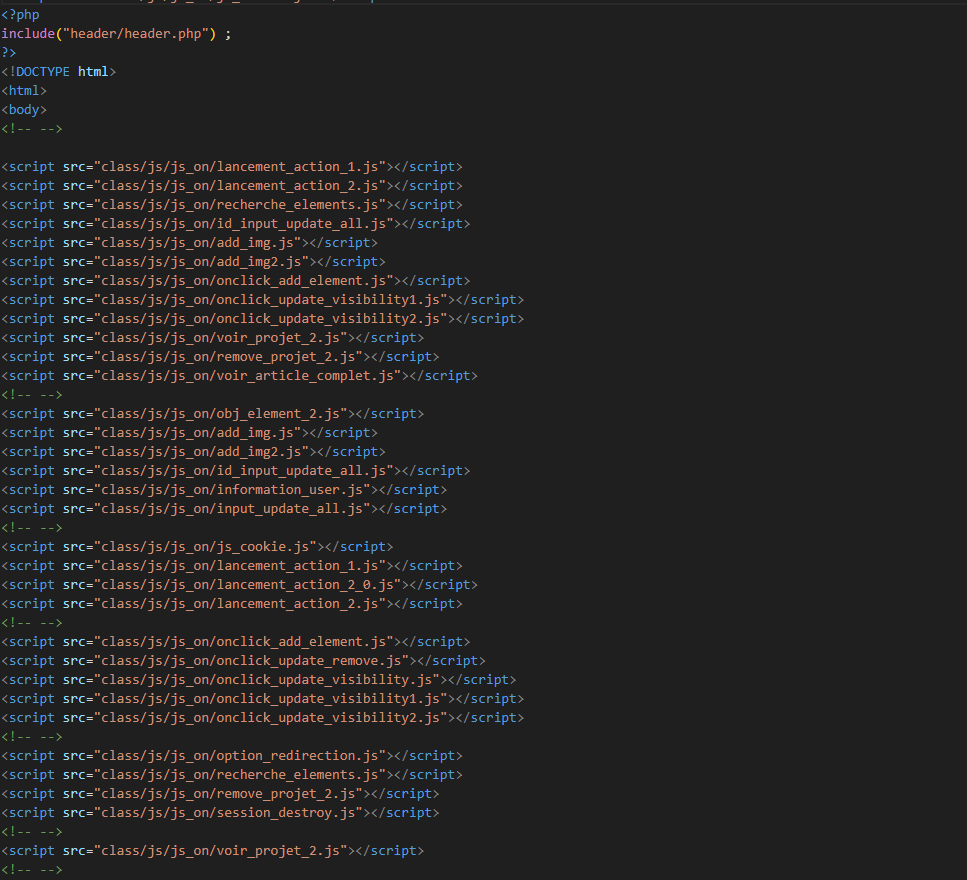 <?php
include("header/header.php") ;
?>
<!DOCTYPE html>
<html>
<body>
<!-- -->
<script src="class/js/js_on/lancement_action_1.js"></script>
<script src="class/js/js_on/lancement_action_2.js"></script>
<script src="class/js/js_on/recherche_elements.js"></script>
<script src="class/js/js_on/id_input_update_all.js"></script>
<script src="class/js/js_on/add_img.js"></script>
<script src="class/js/js_on/add_img2.js"></script>
<script src="class/js/js_on/onclick_add_element.js"></script>
<script src="class/js/js_on/onclick_update_visibility1.js"></script>
<script src="class/js/js_on/onclick_update_visibility2.js"></script>
<script src="class/js/js_on/voir_projet_2.js"></script>
<script src="class/js/js_on/remove_projet_2.js"></script>
<script src="class/js/js_on/voir_article_complet.js"></script>
<!-- -->
<script src="class/js/js_on/obj_element_2.js"></script>
<script src="class/js/js_on/add_img.js"></script>
<script src="class/js/js_on/add_img2.js"></script>
<script src="class/js/js_on/id_input_update_all.js"></script>
<script src="class/js/js_on/information_user.js"></script>
<script src="class/js/js_on/input_update_all.js"></script>
<!-- -->
<script src="class/js/js_on/js_cookie.js"></script>
<script src="class/js/js_on/lancement_action_1.js"></script>
<script src="class/js/js_on/lancement_action_2_0.js"></script>
<script src="class/js/js_on/lancement_action_2.js"></script>
<!-- -->
<script src="class/js/js_on/onclick_add_element.js"></script>
<script src="class/js/js_on/onclick_update_remove.js"></script>
<script src="class/js/js_on/onclick_update_visibility.js"></script>
<script src="class/js/js_on/onclick_update_visibility1.js"></script>
<script src="class/js/js_on/onclick_update_visibility2.js"></script>
<!-- -->
<script src="class/js/js_on/option_redirection.js"></script>
<script src="class/js/js_on/recherche_elements.js"></script>
<script src="class/js/js_on/remove_projet_2.js"></script>
<script src="class/js/js_on/session_destroy.js"></script>
<!-- -->
<script src="class/js/js_on/voir_projet_2.js"></script>
<!-- -->